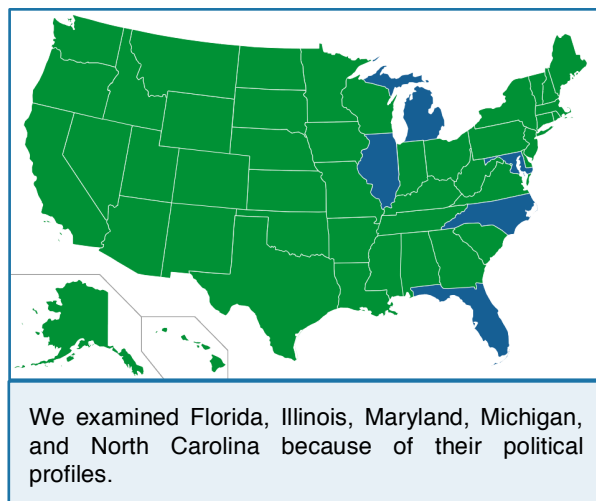 We examined Florida, Illinois, Maryland, Michigan,
and North Carolina because of their political
profiles.